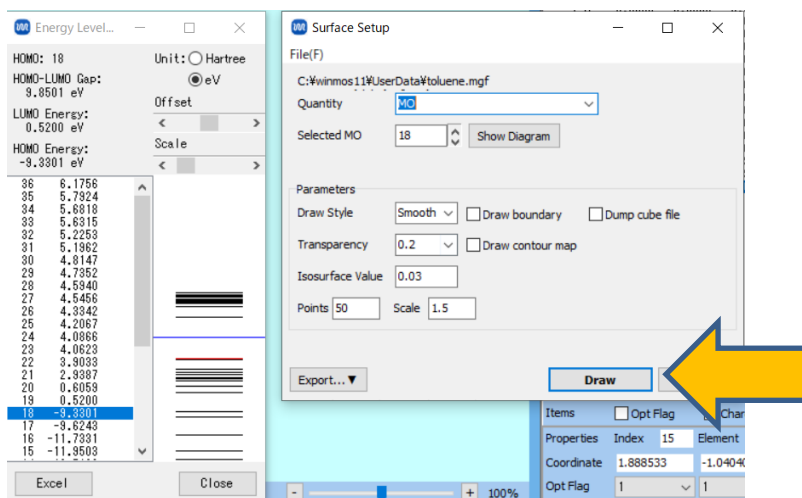 Energy Level...
HOMO: 18
HOMO-LUMO Gap:
9.8501 eV
LUMO Energy:
0.5200 eV
HOMO Energy:
-9.3301 eV
Unit: Hartree
eV
Offset
Scale
36 6.1756
35 5.7924
34 5.6818
33 5.6315
32 5.2253
31 5.1962
30 4.8147
29 4.7352
28 4.5940
27 4.5456
26 4.3342
25 4.2067
24 4.0866
23 4.0623
22 3.9033
21 2.9387
20 0.6059
19 0.5200
18 -9.3301
17 -9.6243
16 -11.7331
15 -11.9503
Excel
Close
Surface Setup
File(F)
C:¥winmos11¥UserData¥toluene.mgf
Quantity MO
Selected MO 18 Show Diagram
Parameters
Draw Style Smooth Draw boundary Dump cube file
Transparency 0.2 Draw contour map
Isosurface Value 0.03
Points 50 Scale 1.5
Export...▼ Draw
Items Opt Flag Char
Properties Index 15 Element
Coordinate 1.888533 -1.0404
Opt Flag 1 1
- + 100%